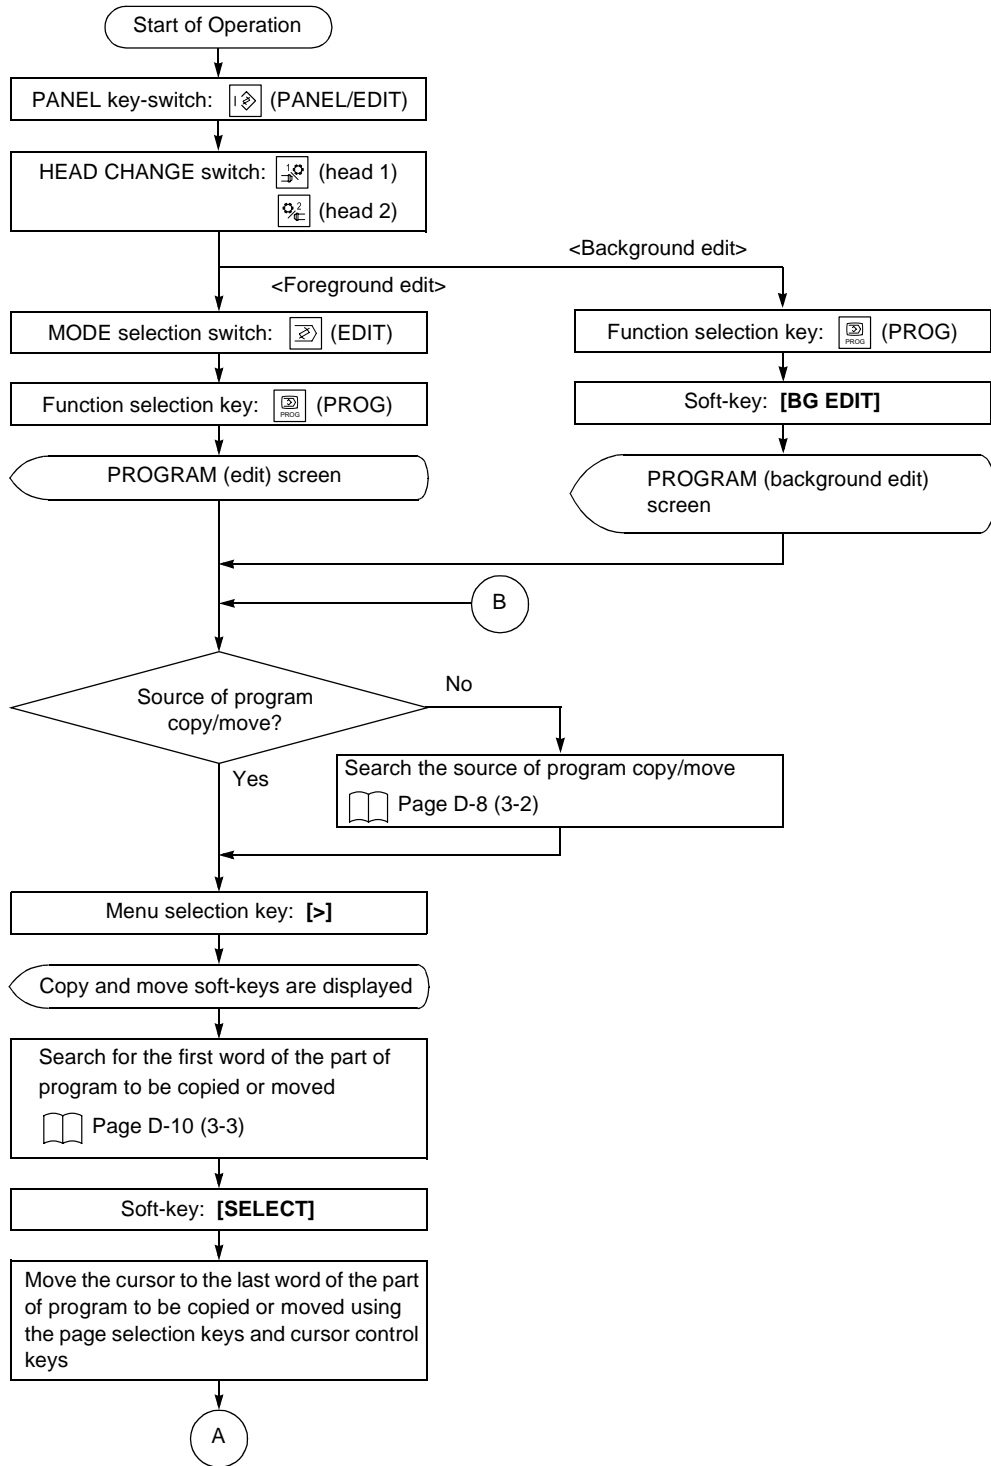 Start of Operation
PANEL key-switch: (PANEL/EDIT)
HEAD CHANGE switch: 1 (head 1)
2 (head 2)
<Background edit>
<Foreground edit>
MODE selection switch: (EDIT)
Function selection key: PROG (PROG)
Function selection key: PROG (PROG)
Soft-key: [BG EDIT]
PROGRAM (edit) screen
PROGRAM (background edit)
screen
B
Source of program
copy/move?
No
Yes
Search the source of program copy/move
Page D-8 (3-2)
Menu selection key: [>]
Copy and move soft-keys are displayed
Search for the first word of the part of
program to be copied or moved
Page D-10 (3-3)
Soft-key: [SELECT]
Move the cursor to the last word of the part
of program to be copied or moved using
the page selection keys and cursor control
keys
A